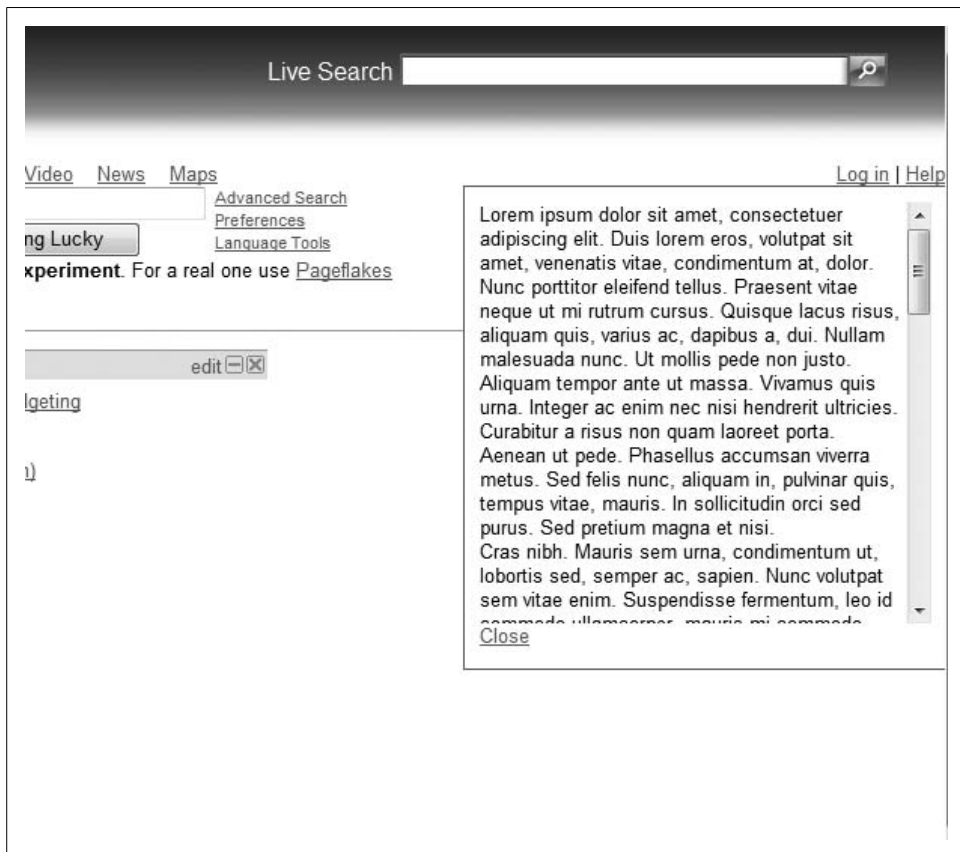 Live Search
Video News Maps
Log in | Help
Advanced Search
Preferences
ng Lucky
Language Tools
xperiment. For a real one use Pageflakes
edit
lgeting
)
Lorem ipsum dolor sit amet, consectetuer
adipiscing elit. Duis lorem eros, volutpat sit
amet, venenatis vitae, condimentum at, dolor.
Nunc porttitor eleifend tellus. Praesent vitae
neque ut mi rutrum cursus. Quisque lacus risus,
aliquam quis, varius ac, dapibus a, dui. Nullam
malesuada nunc. Ut mollis pede non justo.
Aliquam tempor ante ut massa. Vivamus quis
urna. Integer ac enim nec nisi hendrerit ultricies.
Curabitur a risus non quam laoreet porta.
Aenean ut pede. Phasellus accumsan viverra
metus. Sed felis nunc, aliquam in, pulvinar quis,
tempus vitae, mauris. In sollicitudin orci sed
purus. Sed pretium magna et nisi.
Cras nibh. Mauris sem urna, condimentum ut,
lobortis sed, semper ac, sapien. Nunc volutpat
sem vitae enim. Suspendisse fermentum, leo id
Close